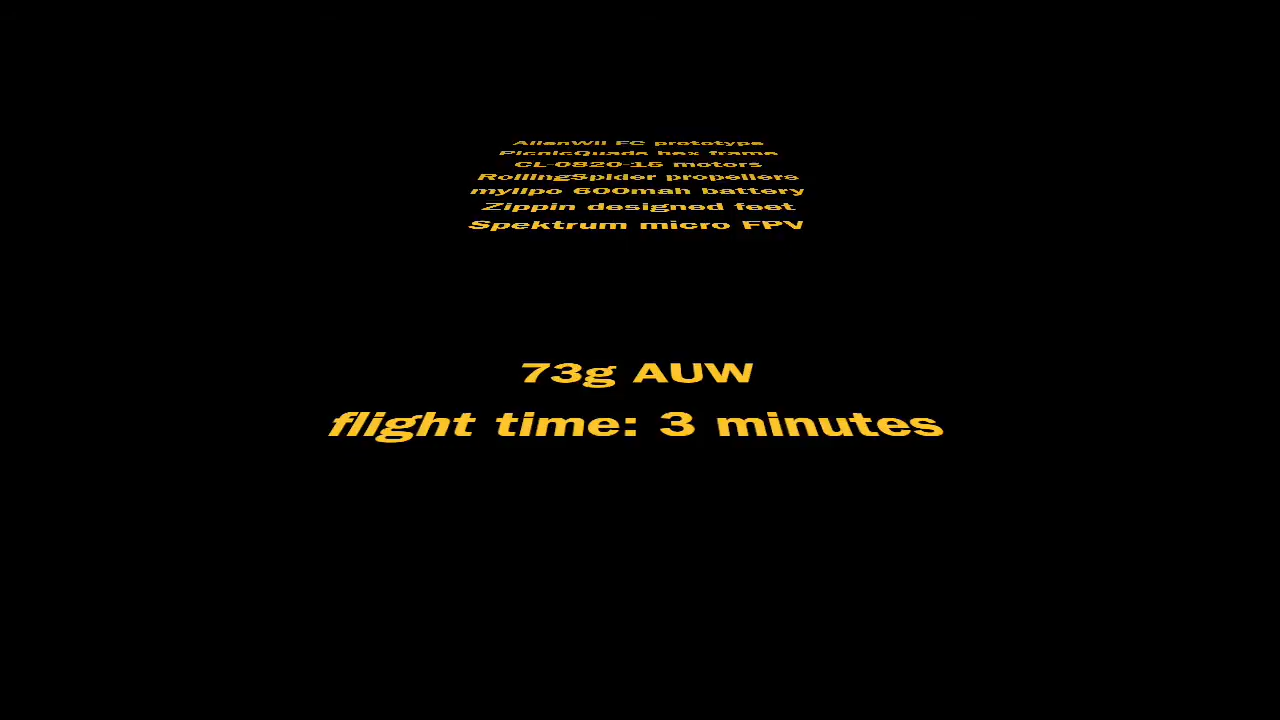 AlienWii FC prototype
PicnicQuads hex frame
CL-0820-15 motors
RollingSpider propellers
mylipo 600mah battery
Zippin designed feet
Spektrum micro FPV
73g AUW
flight time: 3 minutes